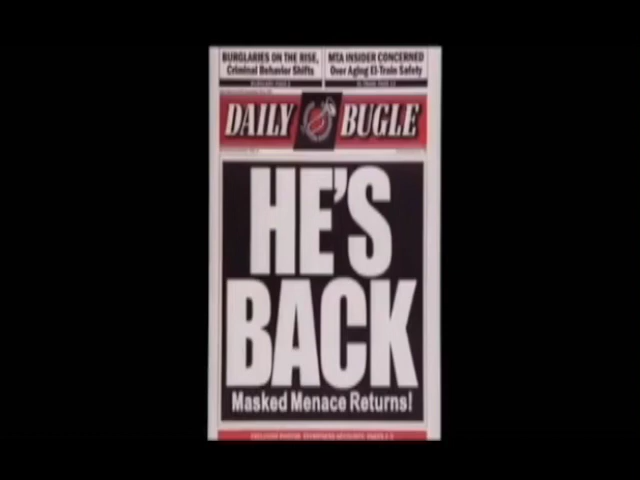 BURGLARIES ON THE RISE,
Criminal Behavior Shifts
MTA INSIDER CONCERNED
Over Aging El-Train Safety
DAILY BUGLE
HE'S
BACK
Masked Menace Returns!